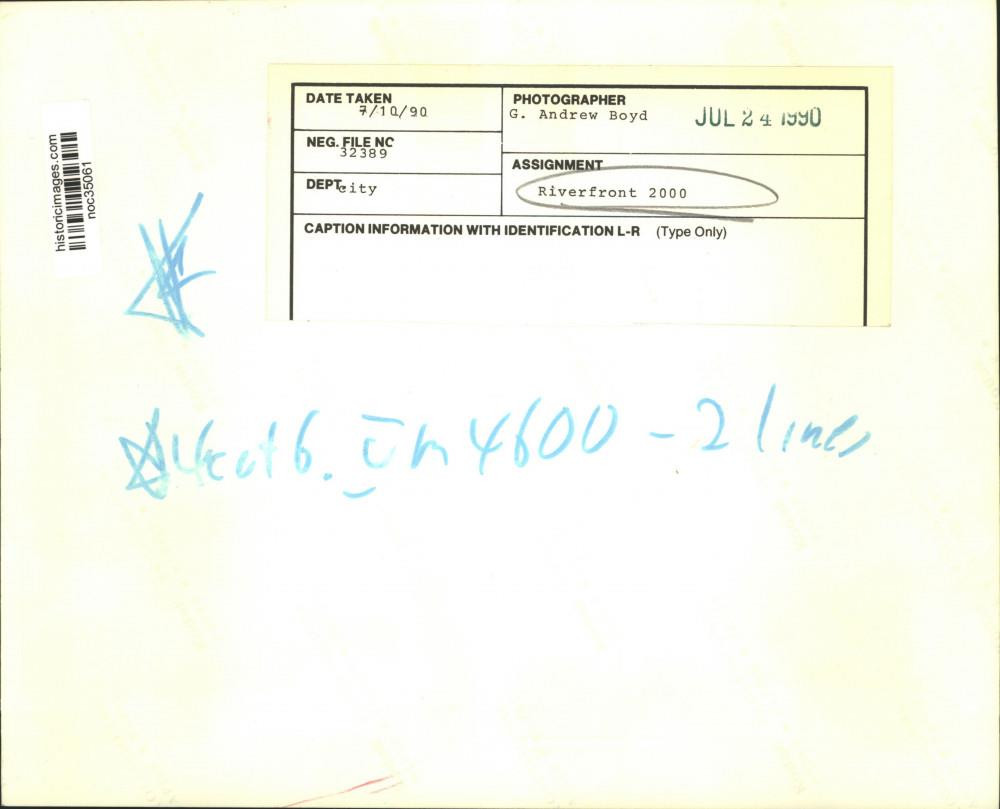 historicimages.com
noc35061
DATE TAKEN
7/10/90
PHOTOGRAPHER
G. Andrew Boyd
JUL 24 1990
NEG. FILE NO
32389
ASSIGNMENT
Riverfront 2000
DEPT.
city
CAPTION INFORMATION WITH IDENTIFICATION L-R (Type Only)
4600 - 2 lines